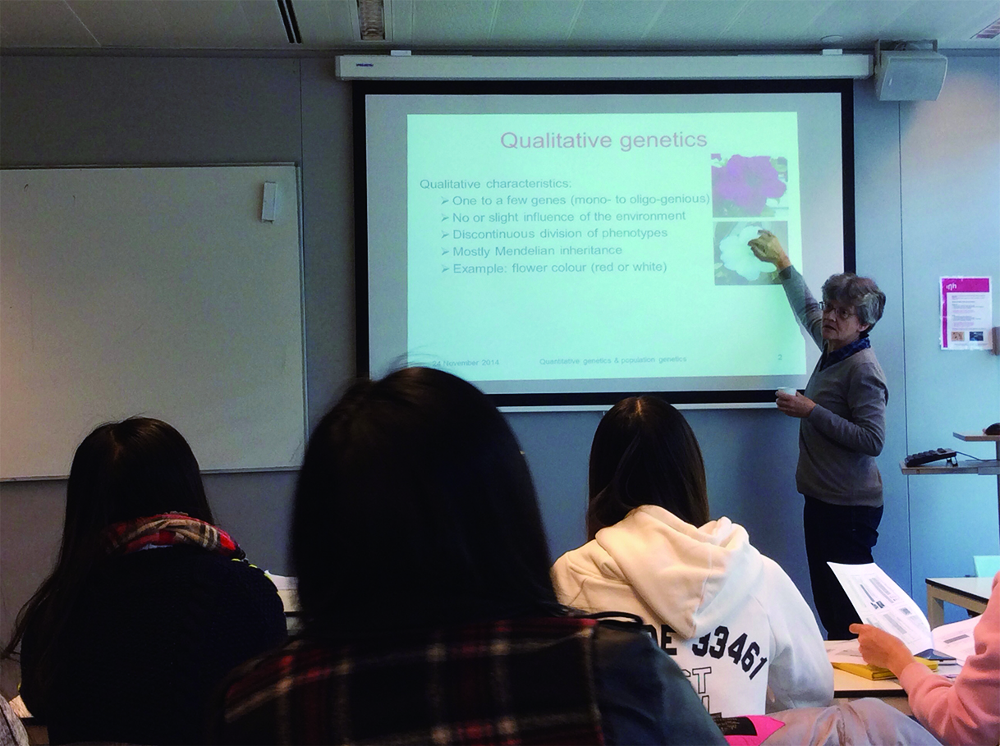 Qualitative genetics
Qualitative characteristics:
➢ One to a few genes (mono- to oligo-genious)
➢ No or slight influence of the environment
➢ Discontinuous division of phenotypes
➢ Mostly Mendelian inheritance
➢ Example: flower colour (red or white)
24 November 2014 Quantitative genetics & population genetics 2
DE 33461
ST